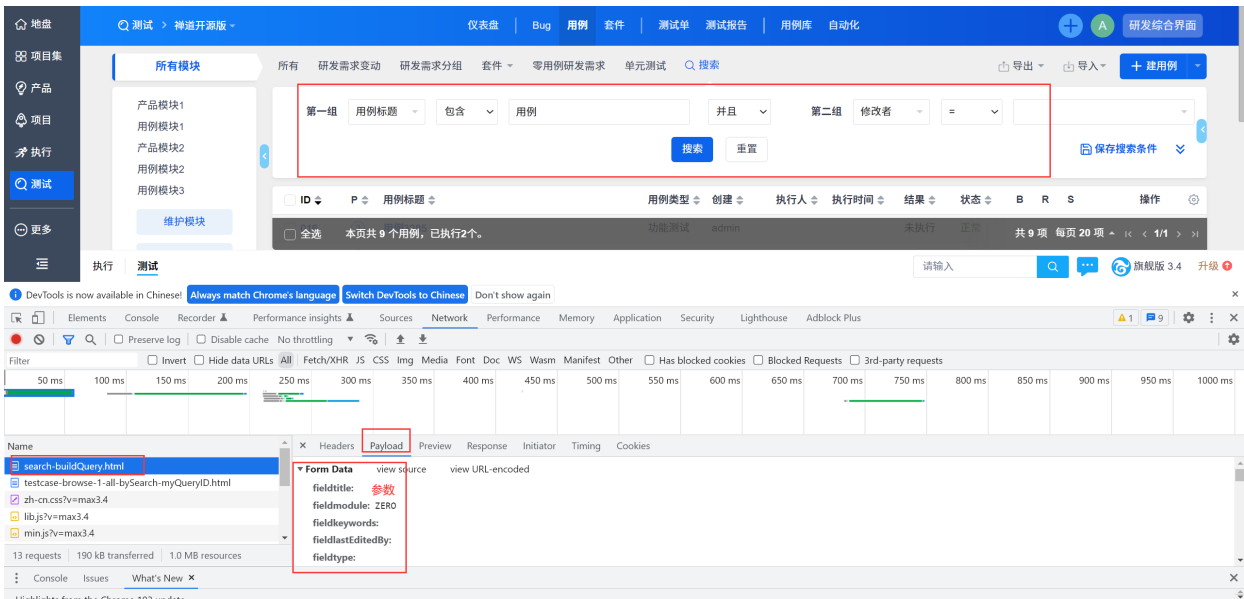 地盘 测试 > 禅道开源版 仪表盘 Bug 用例 套件 测试单 测试报告 用例库 自动化 A 研发综合界面
项目集 所有模块 所有 研发需求变动 研发需求分组 套件 零用例研发需求 单元测试 搜索 导出 导入 建用例
产品
项目
执行
测试
更多
产品模块1
用例模块1
产品模块2
用例模块2
用例模块3
维护模块
第一组 用例标题 包含 用例 并且 第二组 修改者 =
搜索 重置 保存搜索条件
ID P 用例标题 用例类型 创建 执行人 执行时间 结果 状态 B R S 操作
功能测试 admin 未执行 正常
全选 本页共 9 个用例，已执行2个。 共 9 项 每页 20 项 1/1
执行 测试 请输入 旗舰版 3.4 升级
DevTools is now available in Chinese! Always match Chrome's language Switch DevTools to Chinese Don't show again
Elements Console Recorder Performance insights Sources Network Performance Memory Application Security Lighthouse Adblock Plus 1 9
Preserve log Disable cache No throttling
Filter Invert Hide data URLs All Fetch/XHR JS CSS Img Media Font Doc WS Wasm Manifest Other Has blocked cookies Blocked Requests 3rd-party requests
50 ms 100 ms 150 ms 200 ms 250 ms 300 ms 350 ms 400 ms 450 ms 500 ms 550 ms 600 ms 650 ms 700 ms 750 ms 800 ms 850 ms 900 ms 950 ms 1000 ms
Name Headers Payload Preview Response Initiator Timing Cookies
search-buildQuery.html
testcase-browse-1-all-bySearch-myQueryID.html
zh-cn.css?v=max3.4
lib.js?v=max3.4
min.js?v=max3.4
13 requests 190 kB transferred 1.0 MB resources
Form Data view source view URL-encoded
fieldtitle: 参数
fieldmodule: ZERO
fieldkeywords:
fieldlastEditedBy:
fieldtype:
Console Issues What's New